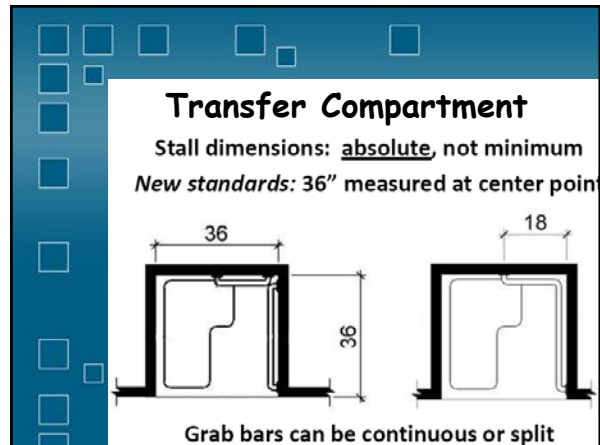 Transfer Compartment
Stall dimensions: absolute, not minimum
New standards: 36” measured at center point
36
18
36
Grab bars can be continuous or split